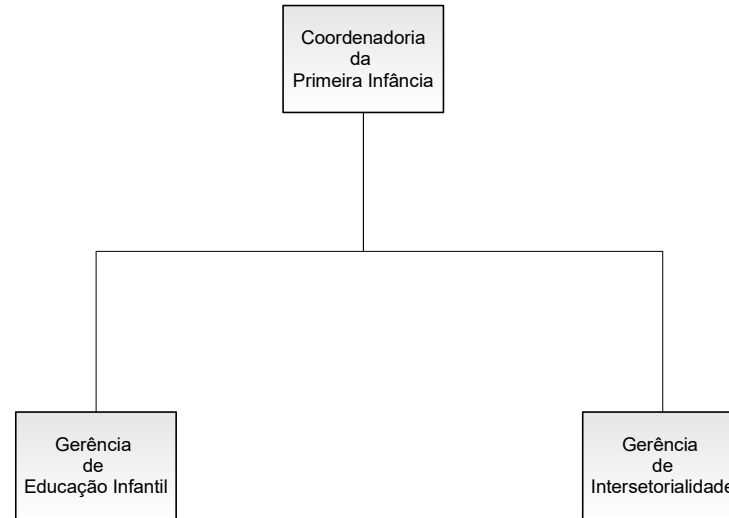 Coordenadoria
da
Primeira Infância
Gerência
de
Educação Infantil
Gerência
de
Intersetorialidade